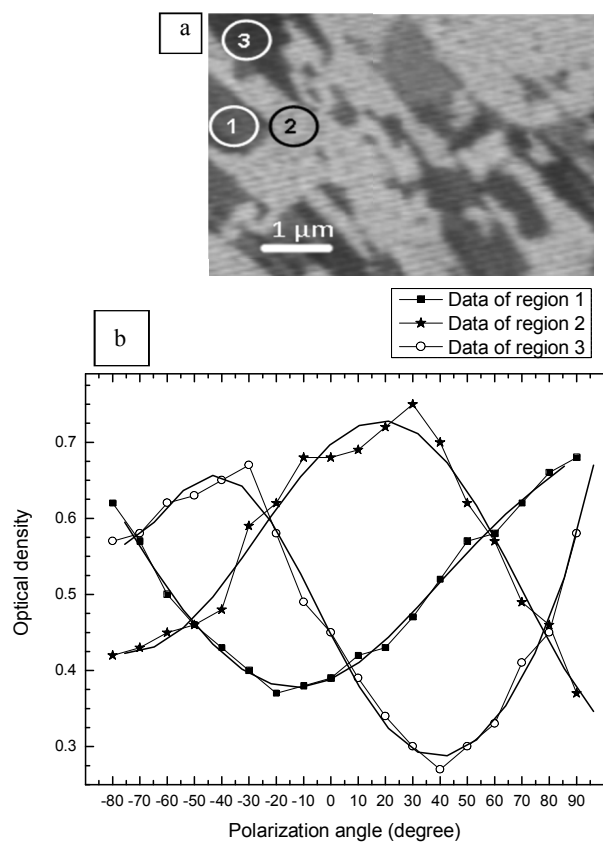 a
3
1
2
1 µm
Data of region 1
Data of region 2
Data of region 3
b
0.7
0.6
0.5
0.4
0.3
Optical density
-80 -70 -60 -50 -40 -30 -20 -10 0 10 20 30 40 50 60 70 80 90
Polarization angle (degree)